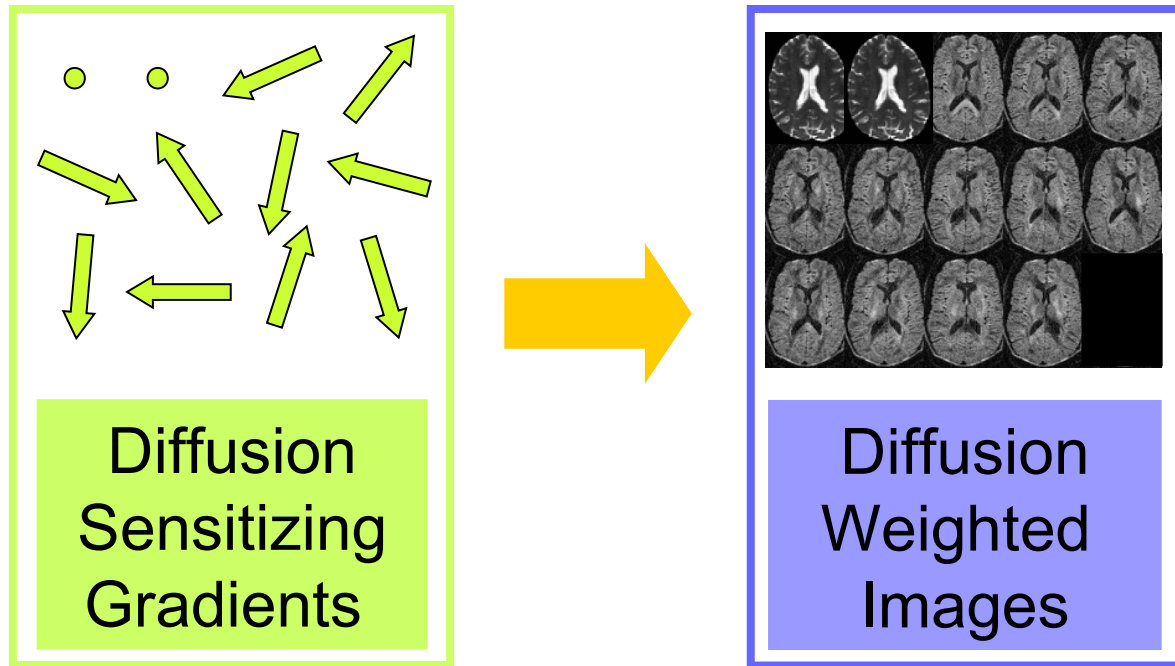 Diffusion
Sensitizing
Gradients
Diffusion
Weighted
Images